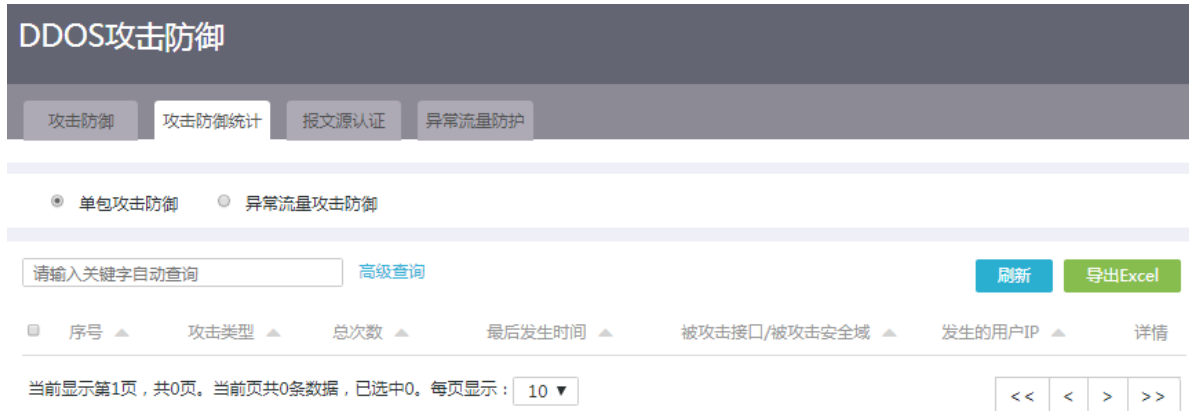 DDOS攻击防御
攻击防御 攻击防御统计 报文源认证 异常流量防护
单包攻击防御 异常流量攻击防御
请输入关键字自动查询 高级查询 刷新 导出Excel
序号 攻击类型 总次数 最后发生时间 被攻击接口/被攻击安全域 发生的用户IP 详情
当前显示第1页，共0页。当前页共0条数据，已选中0。每页显示： 10 ▼ << < > >>